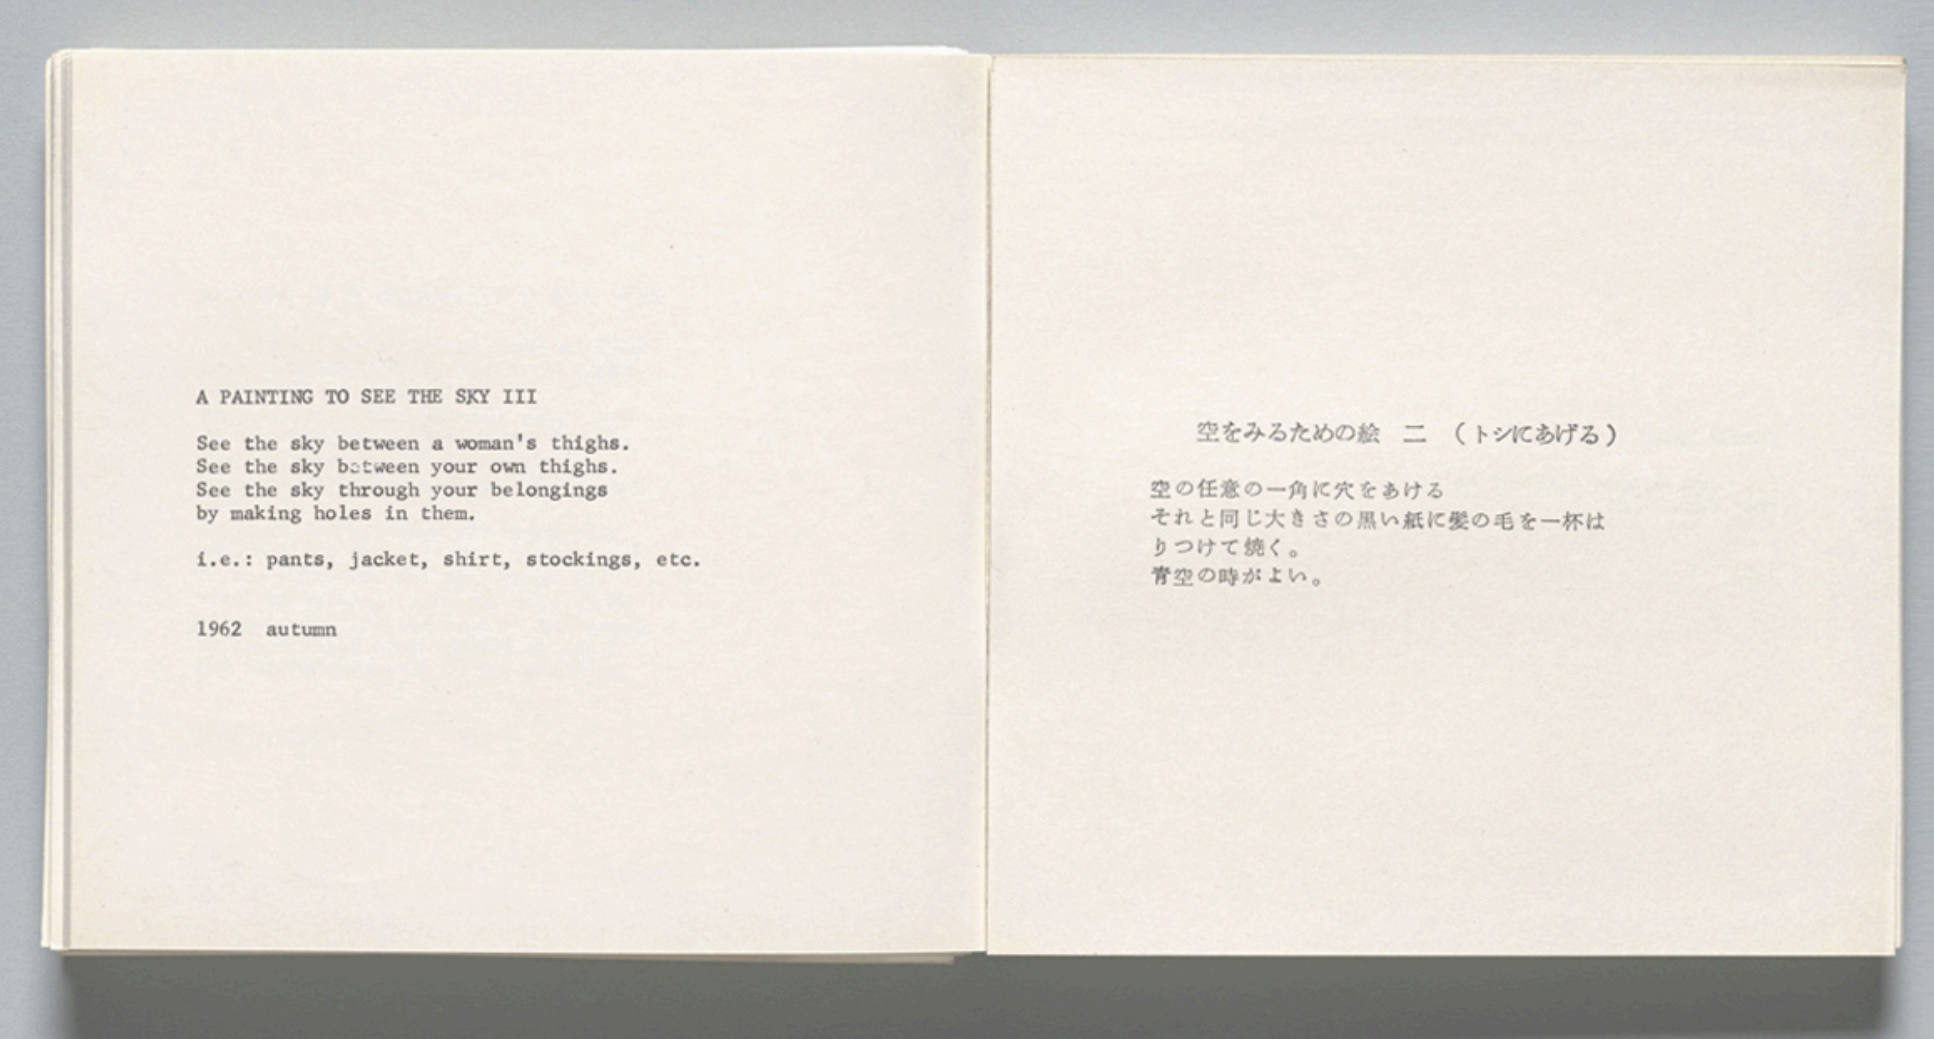 A PAINTING TO SEE THE SKY III
See the sky between a woman's thighs.
See the sky between your own thighs.
See the sky through your belongings
by making holes in them.
i.e.: pants, jacket, shirt, stockings, etc.
1962 autumn
空をみるための絵 二 (トシにあげる)
空の任意の一角に穴をあける
それと同じ大きさの黒い紙に髪の毛を一杯は
りつけて焼く。
青空の時がよい。